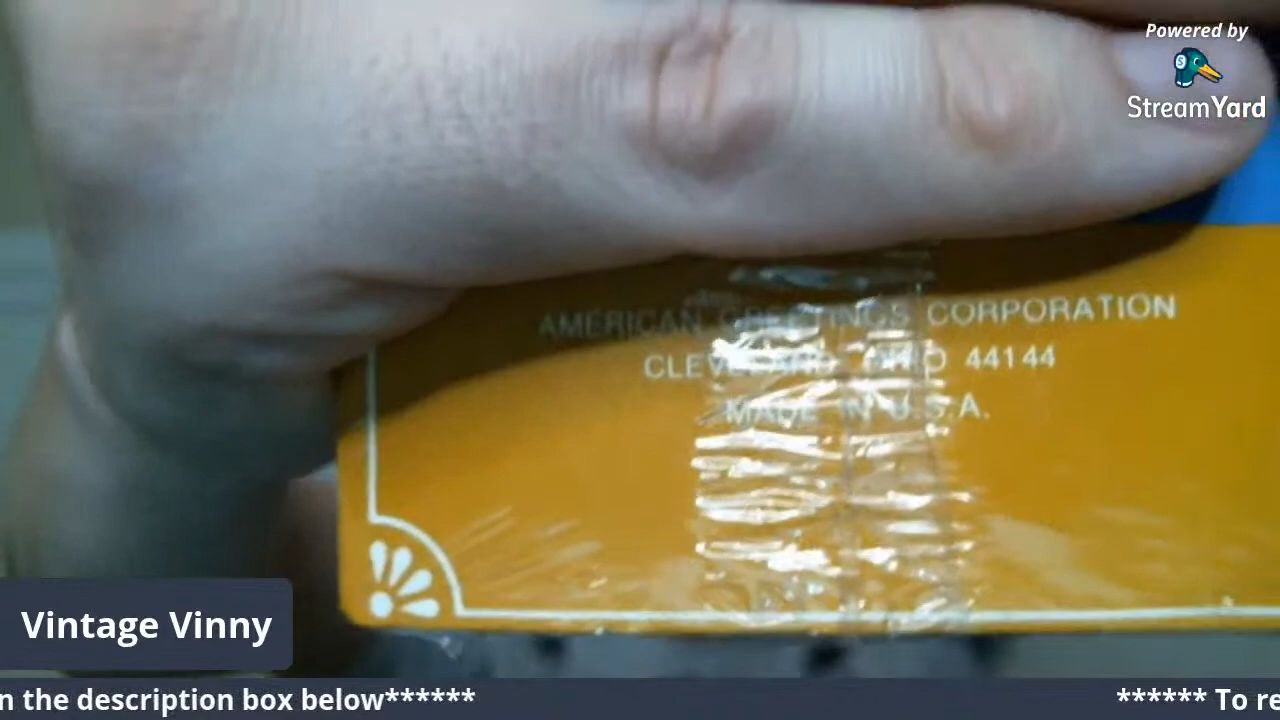 Powered by
StreamYard
AMERICAN GREETINGS CORPORATION
CLEVELAND OHIO 44144
MADE IN U.S.A.
Vintage Vinny
n the description box below****** ****** To re